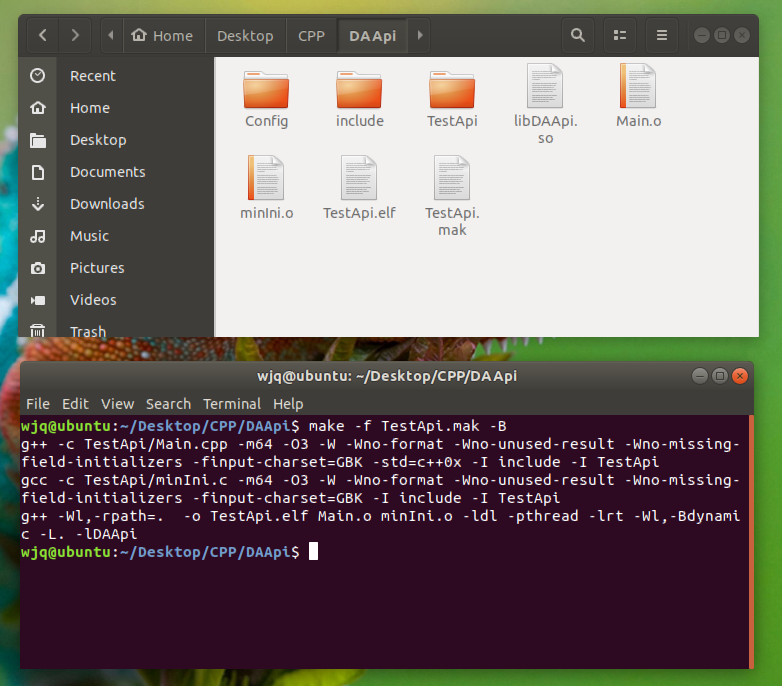 Home Desktop CPP DAApi
Recent
Home
Desktop
Documents
Downloads
Music
Pictures
Videos
Trash
Config include TestApi libDAApi. Main.o
so
minIni.o TestApi.elf TestApi.
mak
wjq@ubuntu: ~/Desktop/CPP/DAApi
File Edit View Search Terminal Help
wjq@ubuntu:~/Desktop/CPP/DAApi$ make -f TestApi.mak -B
g++ -c TestApi/Main.cpp -m64 -O3 -W -Wno-format -Wno-unused-result -Wno-missing-
field-initializers -finput-charset=GBK -std=c++0x -I include -I TestApi
gcc -c TestApi/minIni.c -m64 -O3 -W -Wno-format -Wno-unused-result -Wno-missing-
field-initializers -finput-charset=GBK -I include -I TestApi
g++ -Wl,-rpath=.  -o TestApi.elf Main.o minIni.o -ldl -pthread -lrt -Wl,-Bdynami
c -L. -lDAApi
wjq@ubuntu:~/Desktop/CPP/DAApi$